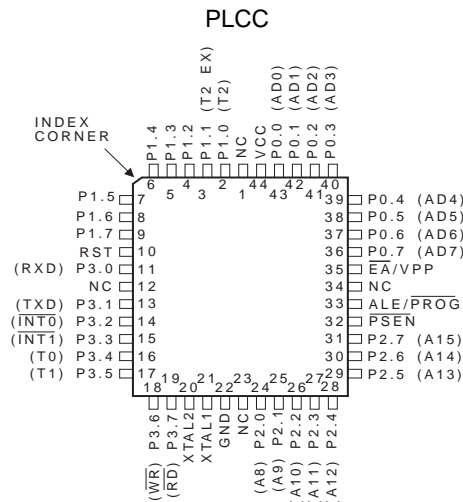 PLCC
INDEX
CORNER
P1.4
P1.3
P1.2
P1.1 (T2 EX)
P1.0 (T2)
NC
VCC
P0.0 (AD0)
P0.1 (AD1)
P0.2 (AD2)
P0.3 (AD3)
6
5
4
3
2
1
44
43
42
41
40
P1.5 7
P1.6 8
P1.7 9
RST 10
(RXD) P3.0 11
NC 12
(TXD) P3.1 13
(INT0) P3.2 14
(INT1) P3.3 15
(T0) P3.4 16
(T1) P3.5 17
39 P0.4 (AD4)
38 P0.5 (AD5)
37 P0.6 (AD6)
36 P0.7 (AD7)
35 EA/VPP
34 NC
33 ALE/PROG
32 PSEN
31 P2.7 (A15)
30 P2.6 (A14)
29 P2.5 (A13)
18
19
20
21
22
23
24
25
26
27
28
(WR) P3.6
(RD) P3.7
XTAL2
XTAL1
GND
NC
(A8) P2.0
(A9) P2.1
(A10) P2.2
(A11) P2.3
(A12) P2.4